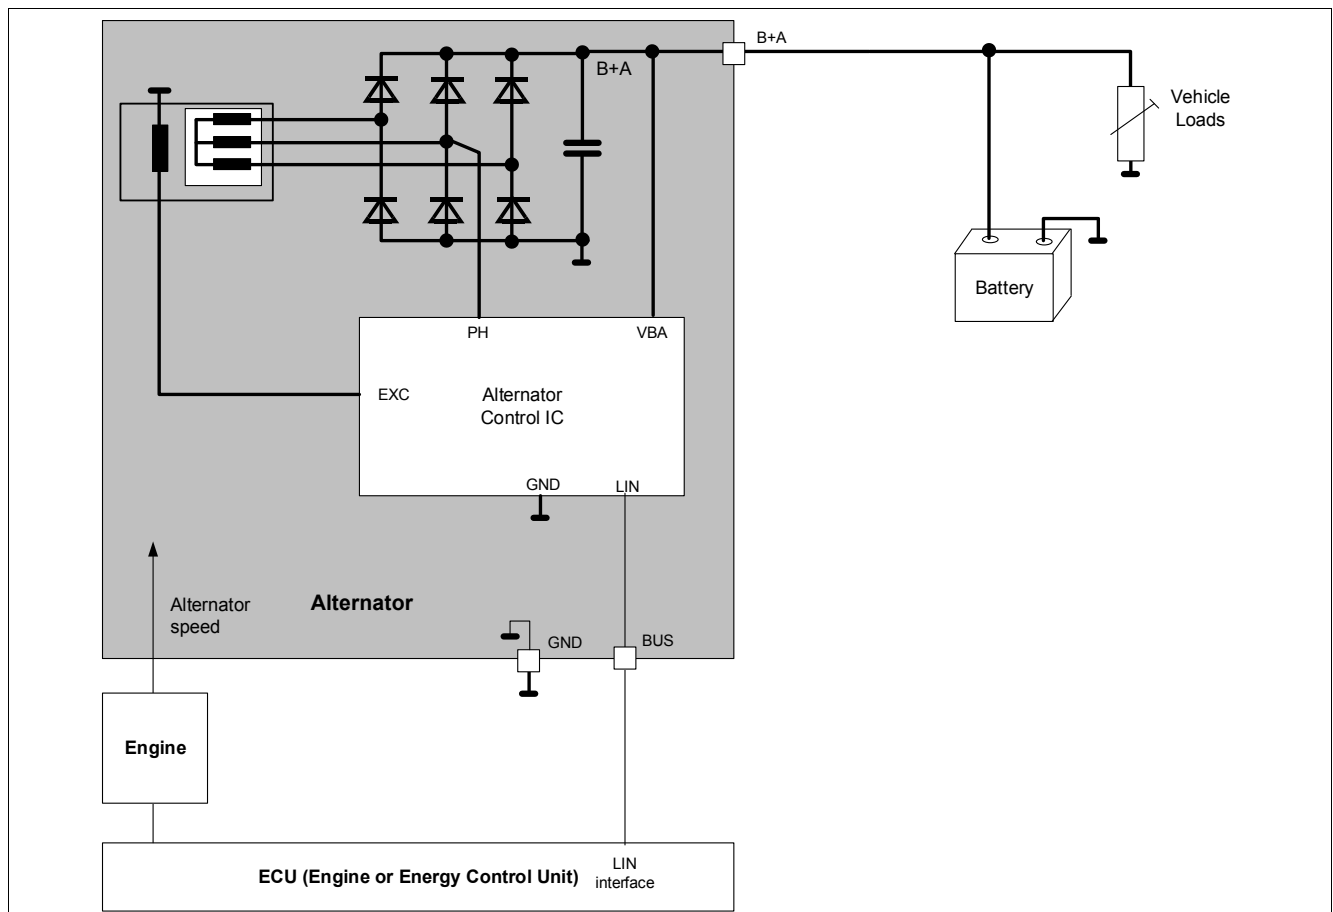 B+A
B+A
Vehicle
Loads
Battery
PH
VBA
EXC
Alternator
Control IC
GND
LIN
Alternator
speed
Alternator
GND
BUS
Engine
ECU (Engine or Energy Control Unit)
LIN
interface